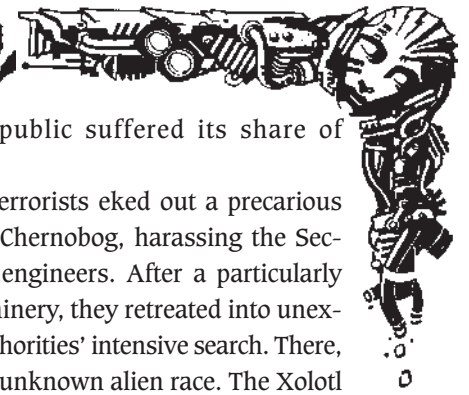 public suffered its share of
errorists eked out a precarious
Chernobog, harassing the Sec-
engineers. After a particularly
inery, they retreated into unex-
horities' intensive search. There,
unknown alien race. The Xolotl